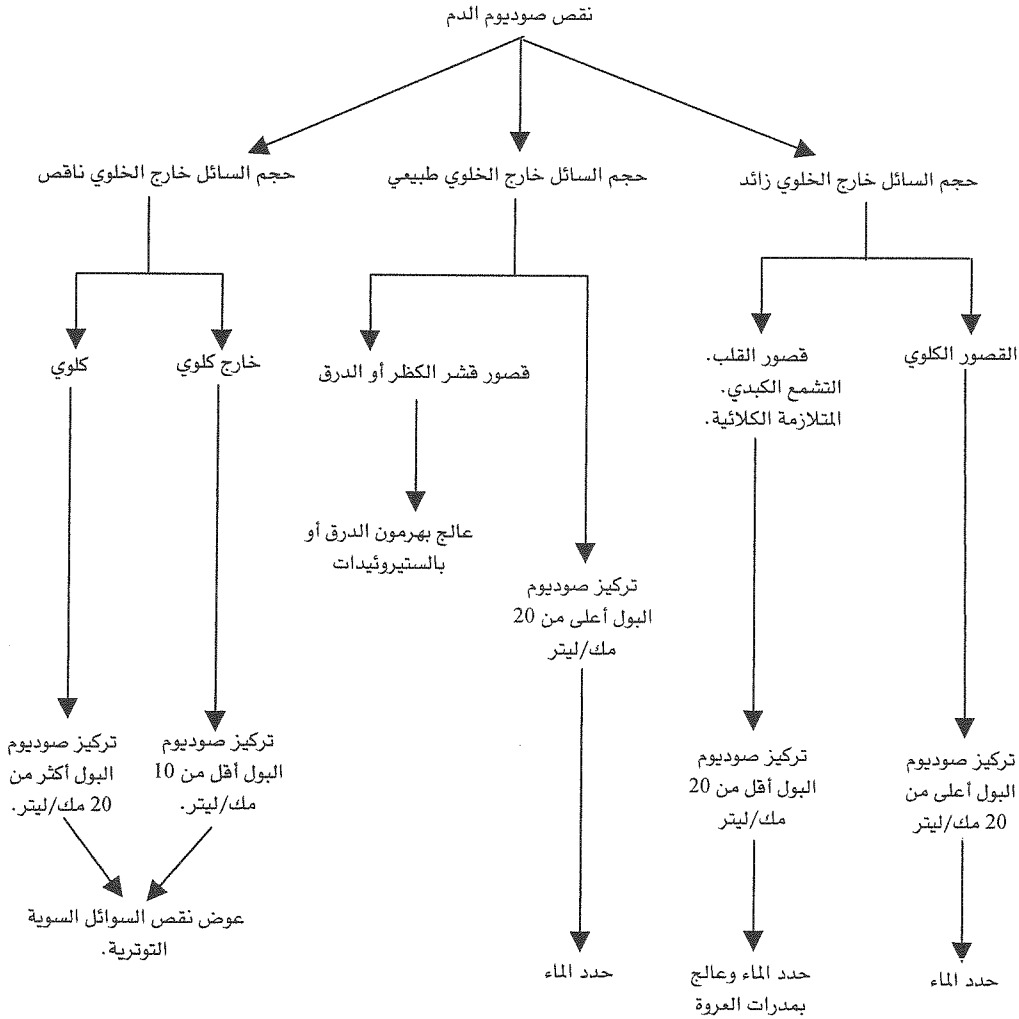 نقص صوديوم الدم
حجم السائل خارج الخلوي زائد
حجم السائل خارج الخلوي طبيعي
حجم السائل خارج الخلوي ناقص
القصور الكلوي
قصور القلب.
التشمع الكبدي.
المتلازمة الكلائية.
قصور قشر الكظر أو الدرق
خارج كلوي
كلوي
عالج بهرمون الدرق أو
بالستيروئيدات
تركيز صوديوم
البول أعلى من 20
مك/ليتر
تركيز صوديوم
البول أعلى من
20 مك/ليتر
تركيز صوديوم
البول أقل من 20
مك/ليتر
تركيز صوديوم
البول أقل من 10
مك/ليتر.
تركيز صوديوم
البول أكثر من
20 مك/ليتر.
عوض نقص السوائل السوية
التوترية.
حدد الماء
حدد الماء وعالج
بمدرات العروة
حدد الماء